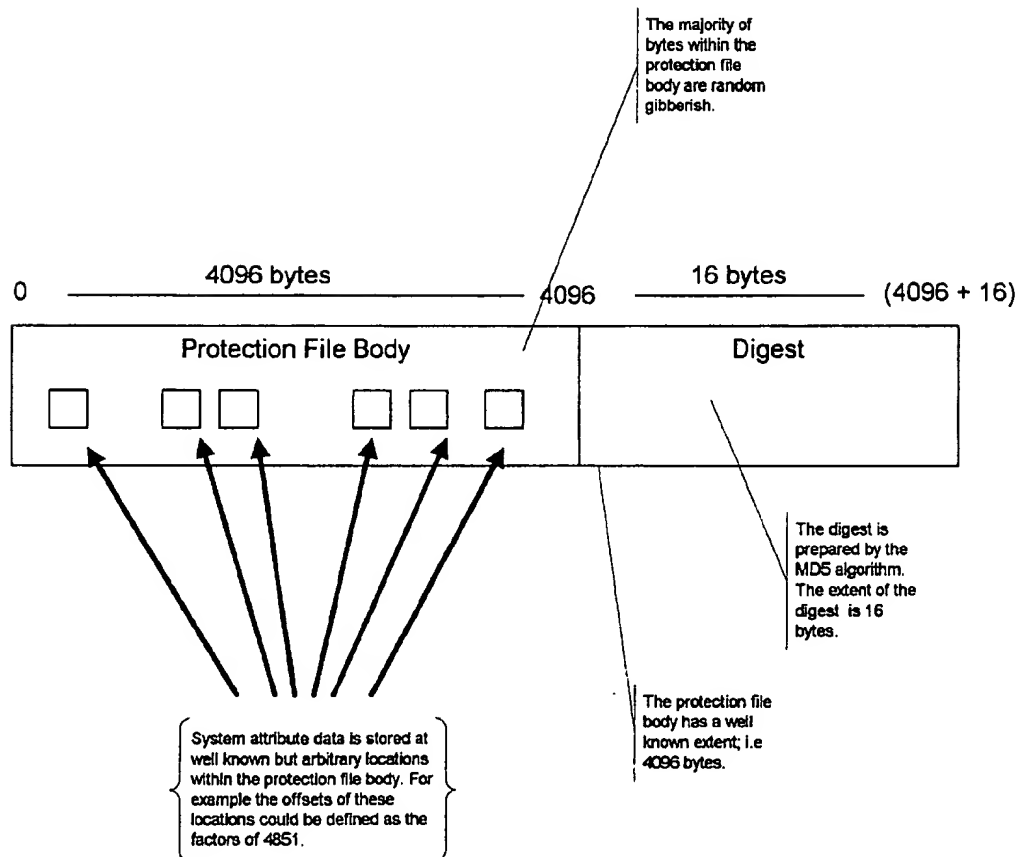 The majority of
bytes within the
protection file
body are random
gibberish.
0
4096 bytes
4096
16 bytes
(4096 + 16)
Protection File Body
Digest
The digest is
prepared by the
MD5 algorithm.
The extent of the
digest is 16
bytes.
The protection file
body has a well
known extent; i.e
4096 bytes.
System attribute data is stored at
well known but arbitrary locations
within the protection file body. For
example the offsets of these
locations could be defined as the
factors of 4851.